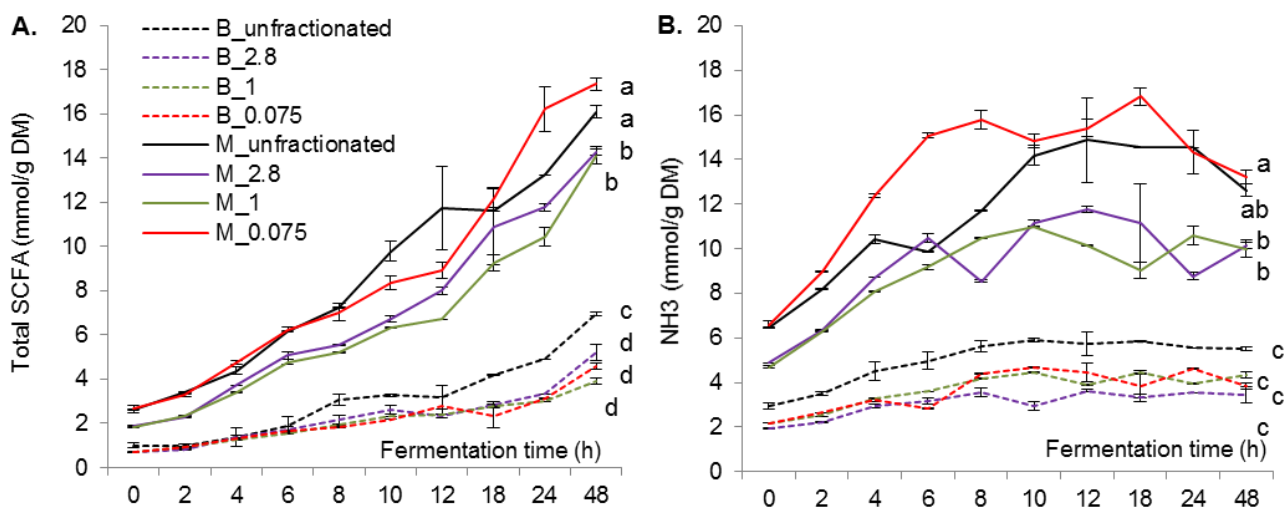 A.
Total SCFA (mmol/g DM)
20
18
16
14
12
10
8
6
4
2
0
B_unfractionated
B_2.8
B_1
B_0.075
M_unfractionated
M_2.8
M_1
M_0.075
a
a
b
b
c
d
d
d
Fermentation time (h)
0 2 4 6 8 10 12 18 24 48
B.
NH3 (mmol/g DM)
20
18
16
14
12
10
8
6
4
2
0
a
ab
b
b
c
c
c
c
Fermentation time (h)
0 2 4 6 8 10 12 18 24 48